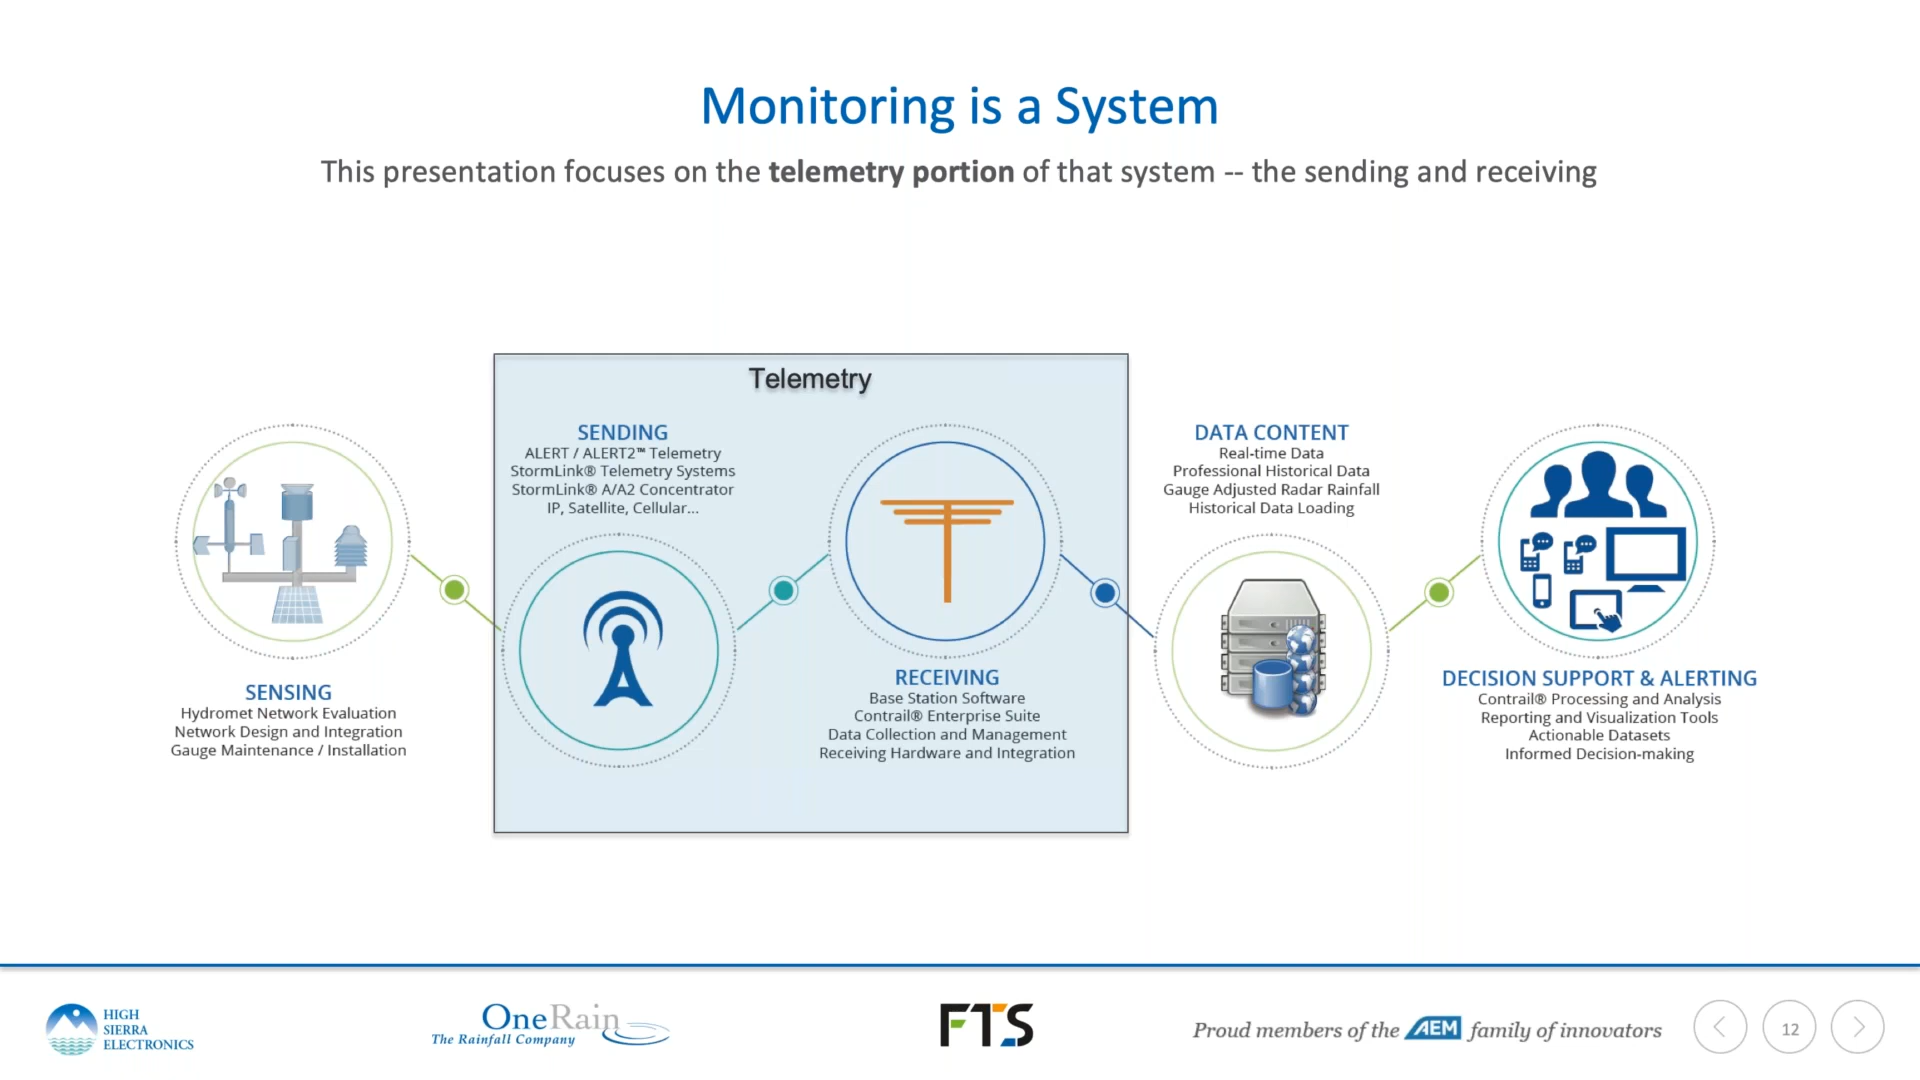 Monitoring is a System
This presentation focuses on the telemetry portion of that system -- the sending and receiving
Telemetry
SENSING
Hydromet Network Evaluation
Network Design and Integration
Gauge Maintenance / Installation
SENDING
ALERT / ALERT2™ Telemetry
StormLink® Telemetry Systems
StormLink® A/A2 Concentrator
IP, Satellite, Cellular...
RECEIVING
Base Station Software
Contrail® Enterprise Suite
Data Collection and Management
Receiving Hardware and Integration
DATA CONTENT
Real-time Data
Professional Historical Data
Gauge Adjusted Radar Rainfall
Historical Data Loading
DECISION SUPPORT & ALERTING
Contrail® Processing and Analysis
Reporting and Visualization Tools
Actionable Datasets
Informed Decision-making
HIGH
SIERRA
ELECTRONICS
OneRain
The Rainfall Company
FTS
Proud members of the AEM family of innovators
12